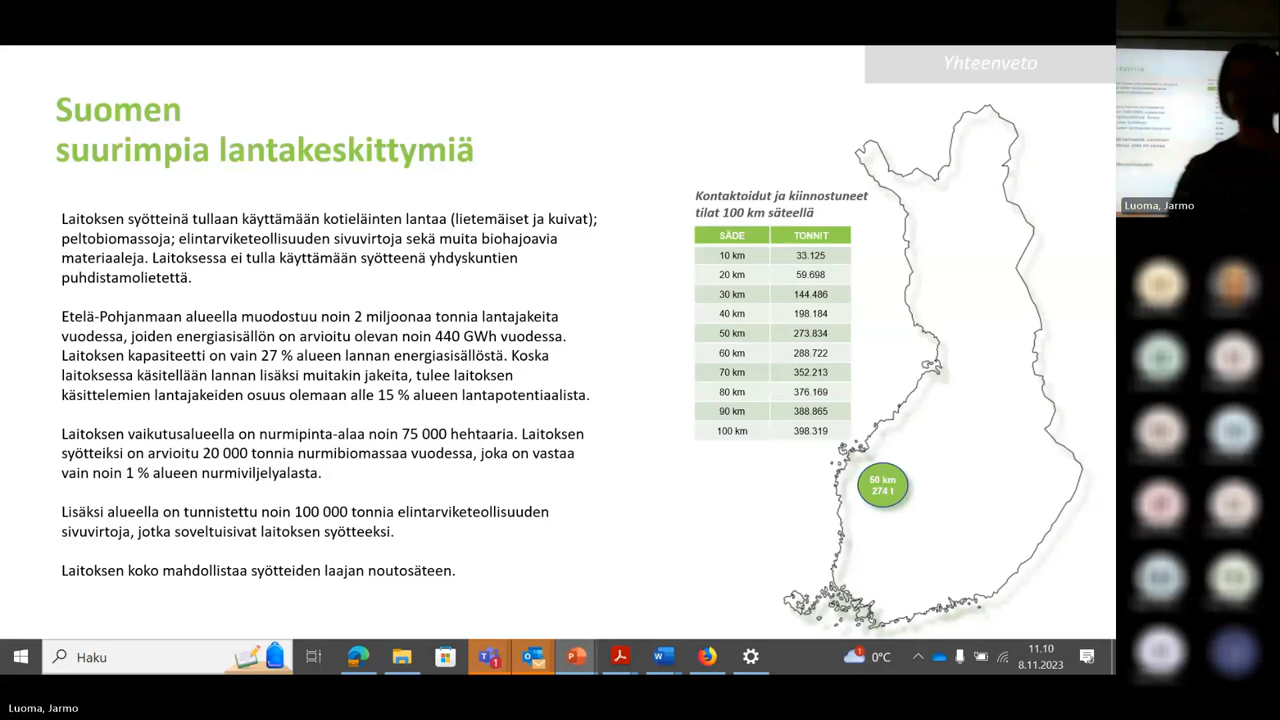 Yhteenveto
Suomen
suurimpia lantakeskittymiä
Laitoksen syötteinä tullaan käyttämään kotieläinten lantaa (lietemäiset ja kuivat);
peltobiomassoja; elintarviketeollisuuden sivuvirtoja sekä muita biohajoavia
materiaaleja. Laitoksessa ei tulla käyttämään syötteenä yhdyskuntien
puhdistamolietettä.
Etelä-Pohjanmaan alueella muodostuu noin 2 miljoonaa tonnia lantajakeita
vuodessa, joiden energiasisällön on arvioitu olevan noin 440 GWh vuodessa.
Laitoksen kapasiteetti on vain 27 % alueen lannan energiasisällöstä. Koska
laitoksessa käsitellään lannan lisäksi muitakin jakeita, tulee laitoksen
käsittelemien lantajakeiden osuus olemaan alle 15 % alueen lantapotentiaalista.
Laitoksen vaikutusalueella on nurmipinta-alaa noin 75 000 hehtaaria. Laitoksen
syötteiksi on arvioitu 20 000 tonnia nurmibiomassaa vuodessa, joka on vastaa
vain noin 1 % alueen nurmiviljelyalasta.
Lisäksi alueella on tunnistettu noin 100 000 tonnia elintarviketeollisuuden
sivuvirtoja, jotka soveltuisivat laitoksen syötteeksi.
Laitoksen koko mahdollistaa syötteiden laajan noutosäteen.
Kontaktoidut ja kiinnostuneet
tilat 100 km säteellä
SÄDE TONNIT
10 km 33.125
20 km 59.698
30 km 144.486
40 km 198.184
50 km 273.834
60 km 288.722
70 km 352.213
80 km 376.169
90 km 388.865
100 km 398.319
50 km
274 t
Luoma, Jarmo
Haku
1
1
0°C
11.10
8.11.2023
Luoma, Jarmo